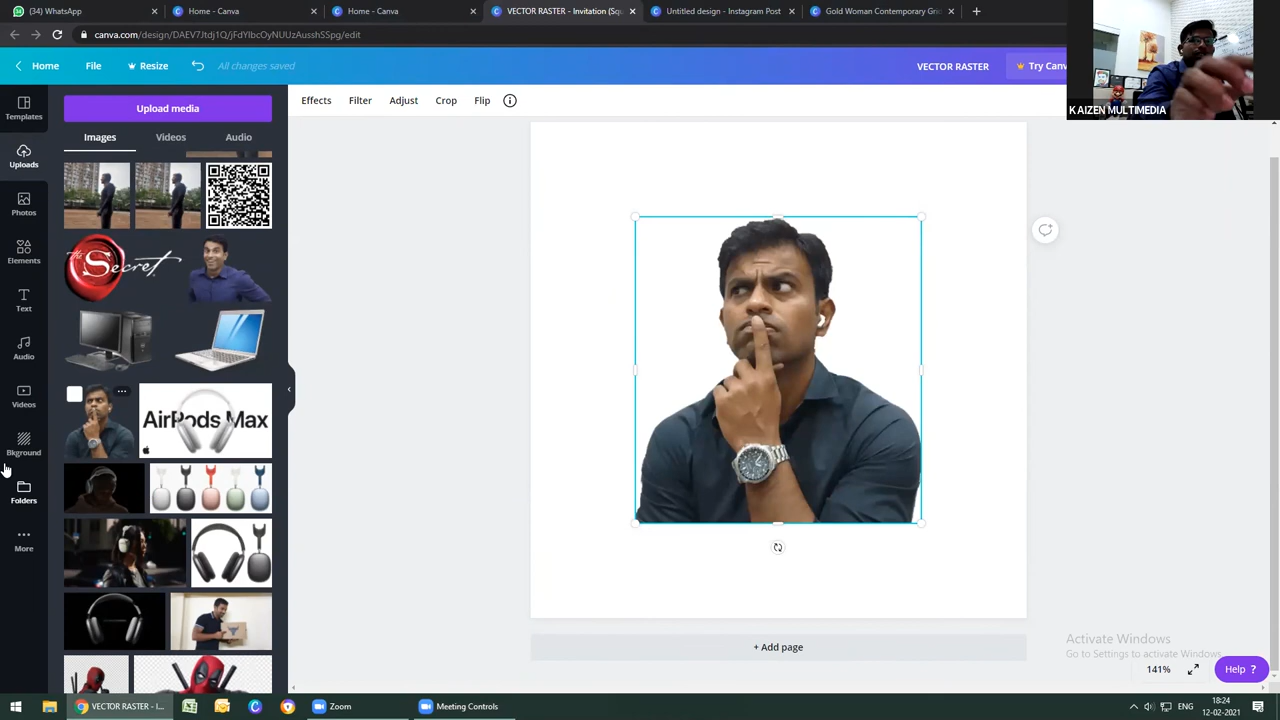 (34) WhatsApp
Home - Canva
Home - Canva
VECTOR RASTER - Invitation (Sq
Untitled design - Instagram Post
Gold Woman Confetti
canva.com/design/
/edit
Home
File
Resize
All changes saved
VECTOR RASTER
Try Canv
Templates
Upload media
Effects
Filter
Adjust
Crop
Flip
KAIZEN MULTIMEDIA
Images
Videos
Audio
Uploads
Photos
Elements
the Secret
Text
Audio
Videos
AirPods Max
Bkground
Folders
More
+ Add page
Activate Windows
Go to Settings to activate Windows.
141%
Help ?
VECTOR RASTER - I...
Zoom
Meeting Controls
ENG
18:24
12-02-2021